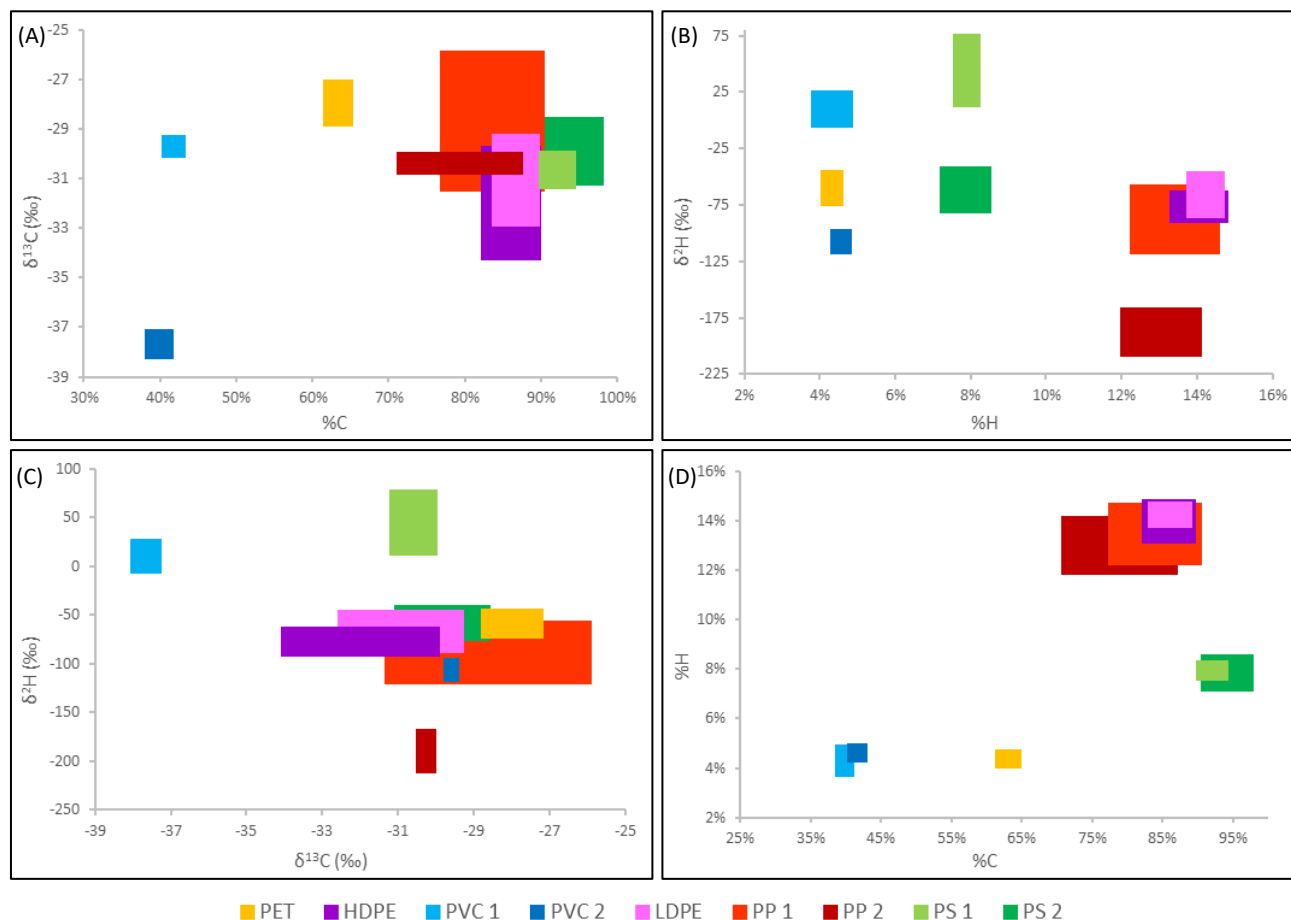 (A)
-25
-27
-29
-31
-33
-35
-37
-39
δ¹³C (‰)
30% 40% 50% 60% 70% 80% 90% 100%
%C
(B)
75
25
-25
-75
-125
-175
-225
δ²H (‰)
2% 4% 6% 8% 10% 12% 14% 16%
%H
(C)
100
50
0
-50
-100
-150
-200
-250
δ²H (‰)
-39 -37 -35 -33 -31 -29 -27 -25
δ¹³C (‰)
(D)
16%
14%
12%
10%
8%
6%
4%
2%
%H
25% 35% 45% 55% 65% 75% 85% 95%
%C
PET HDPE PVC 1 PVC 2 LDPE PP 1 PP 2 PS 1 PS 2